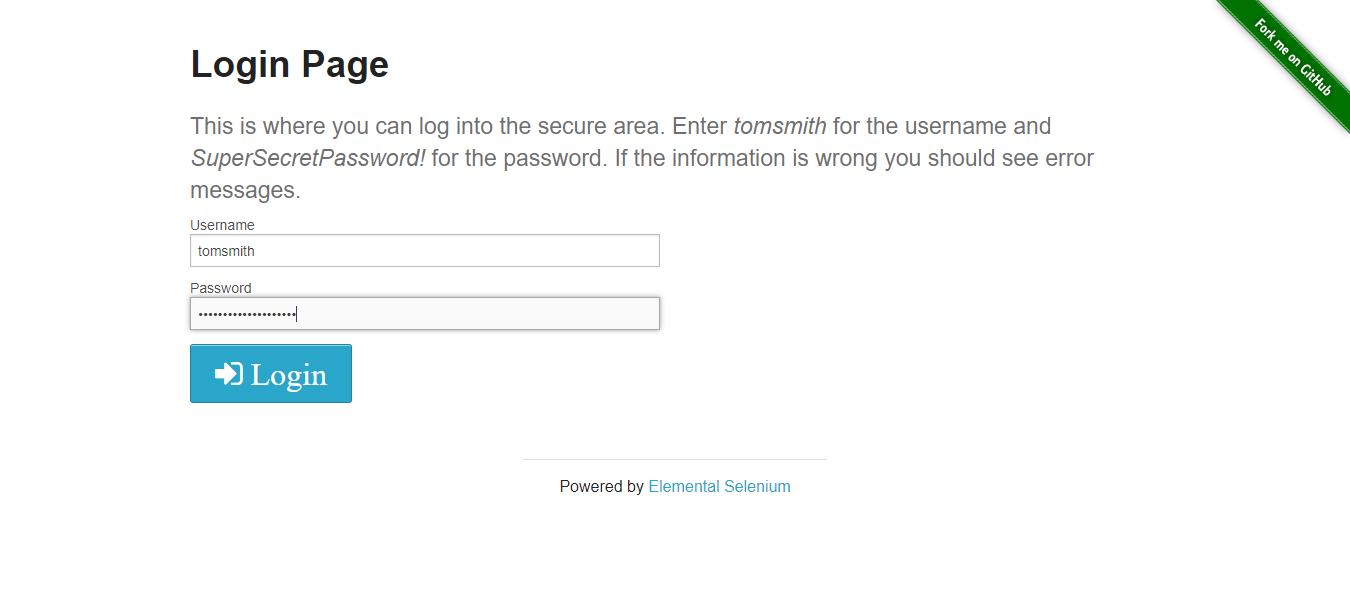 Fork me on GitHub
Login Page
This is where you can log into the secure area. Enter tomsmith for the username and
SuperSecretPassword! for the password. If the information is wrong you should see error
messages.
Username
tomsmith
Password
••••••••••••••••••••
Login
Powered by Elemental Selenium